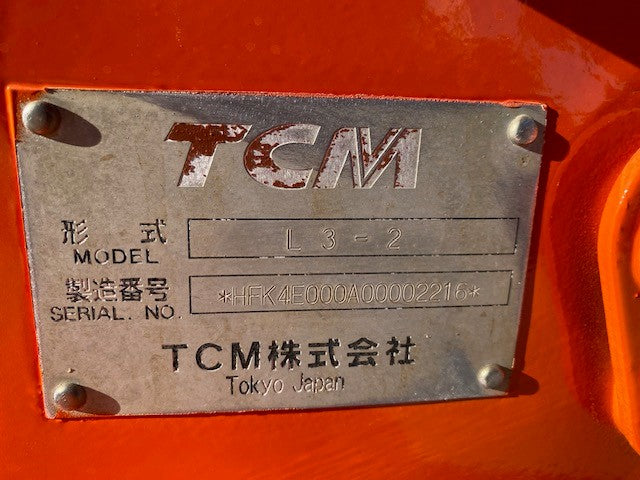 TCM
形式 L3-2
MODEL
製造番号 *HFK4E000A00002216*
SERIAL. NO.
TCM株式会社
Tokyo Japan